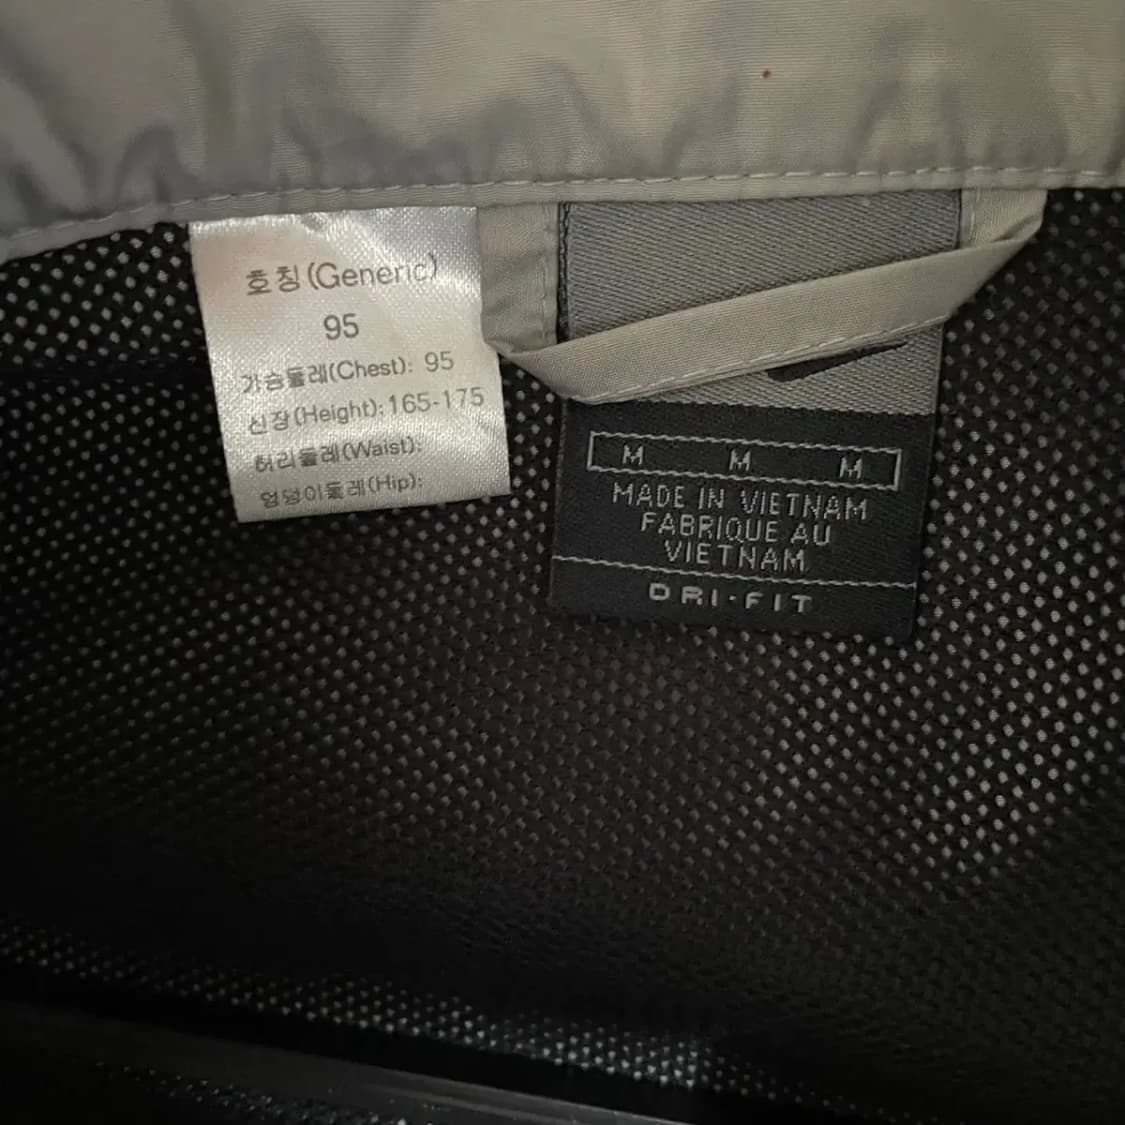 호칭(Generic)
95
가슴둘레(Chest): 95
신장(Height): 165-175
허리둘레(Waist):
엉덩이둘레(Hip):
M M M
MADE IN VIETNAM
FABRIQUE AU
VIETNAM
DRI-FIT